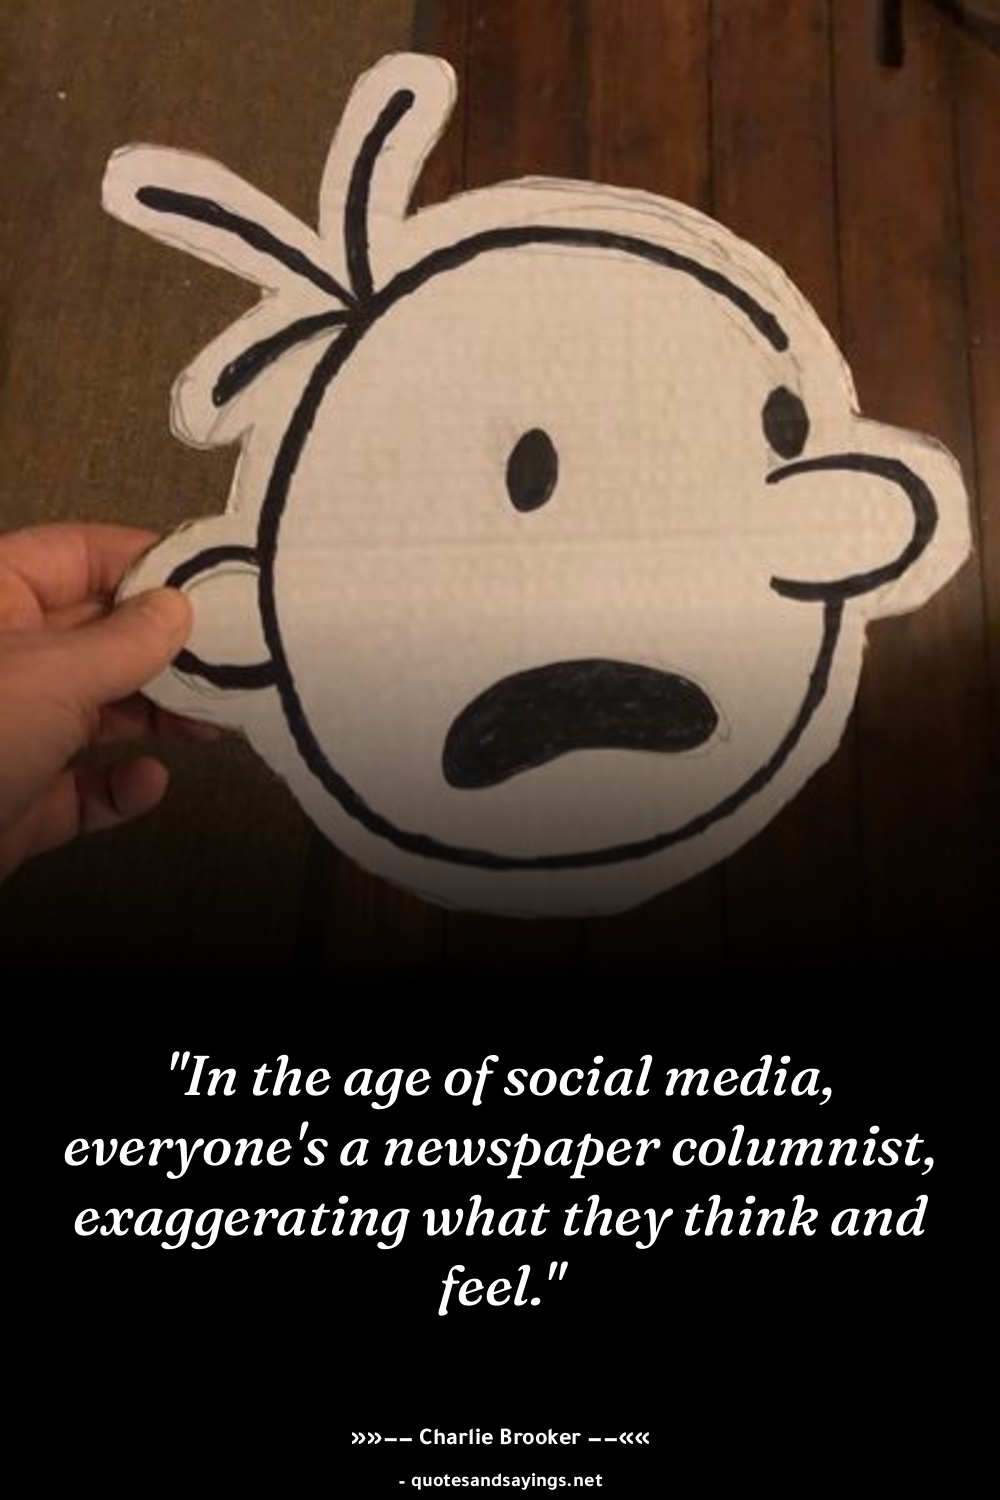 "In the age of social media,
everyone's a newspaper columnist,
exaggerating what they think and
feel."
»»–– Charlie Brooker ––««
- quotesandsayings.net